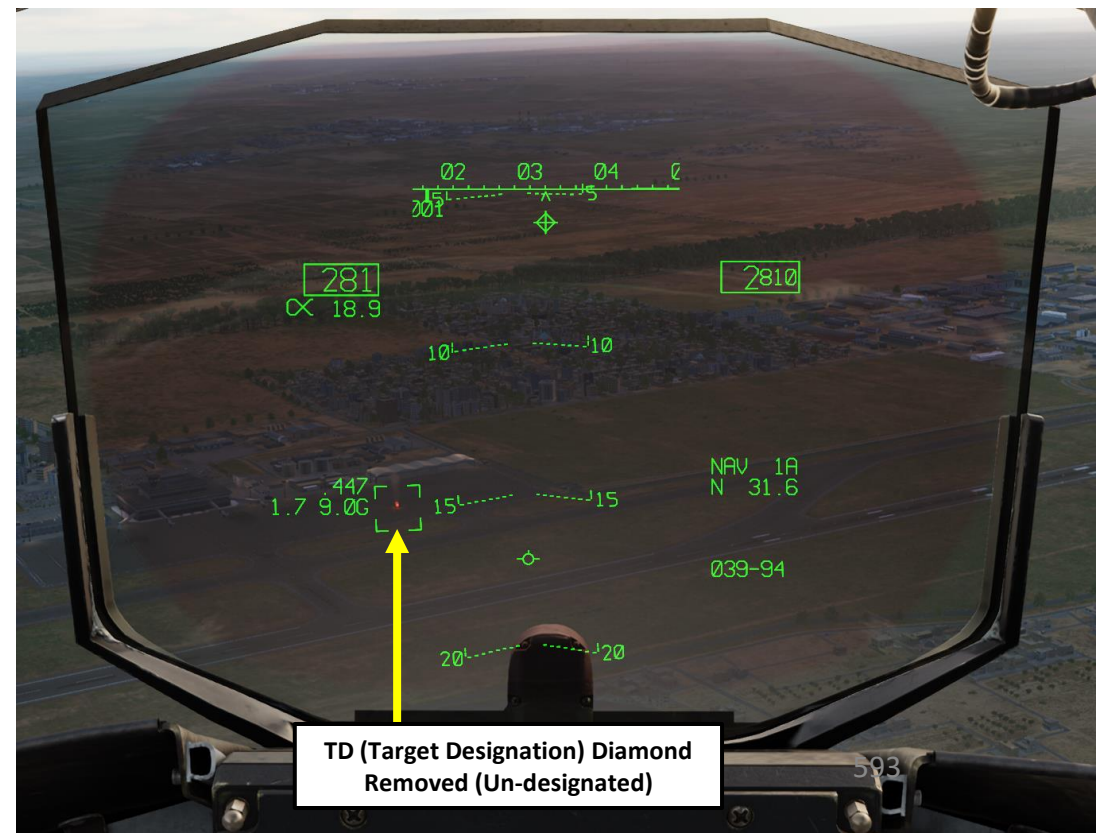 02 03 04
5 5
001
281 2810
α 18.9
10 10
NAV 1A
.447 N 31.6
1.7 9.0G 15 15
039-94
20 20
TD (Target Designation) Diamond
Removed (Un-designated)
593